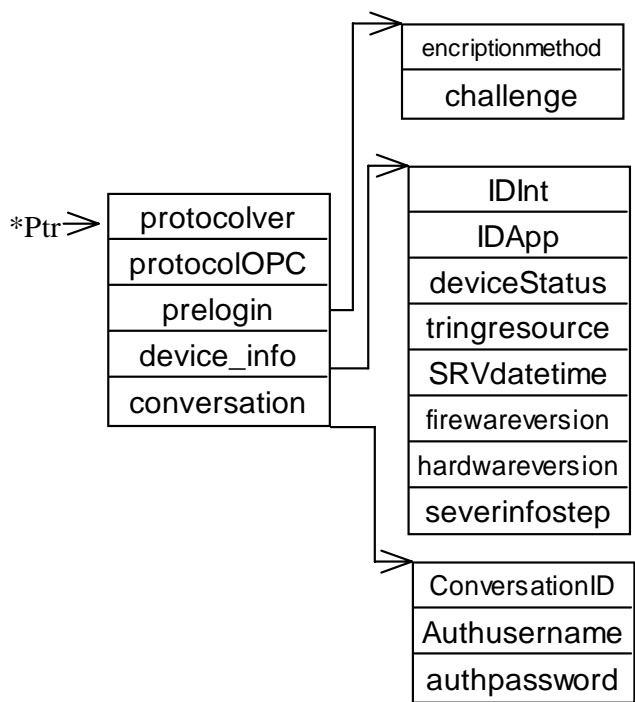 encriptionmethod
challenge
*Ptr
protocolver
protocolOPC
prelogin
device_info
conversation
IDInt
IDApp
deviceStatus
tringresource
SRVdatetime
firewareversion
hardwareversion
severinfostep
ConversationID
Authusername
authpassword